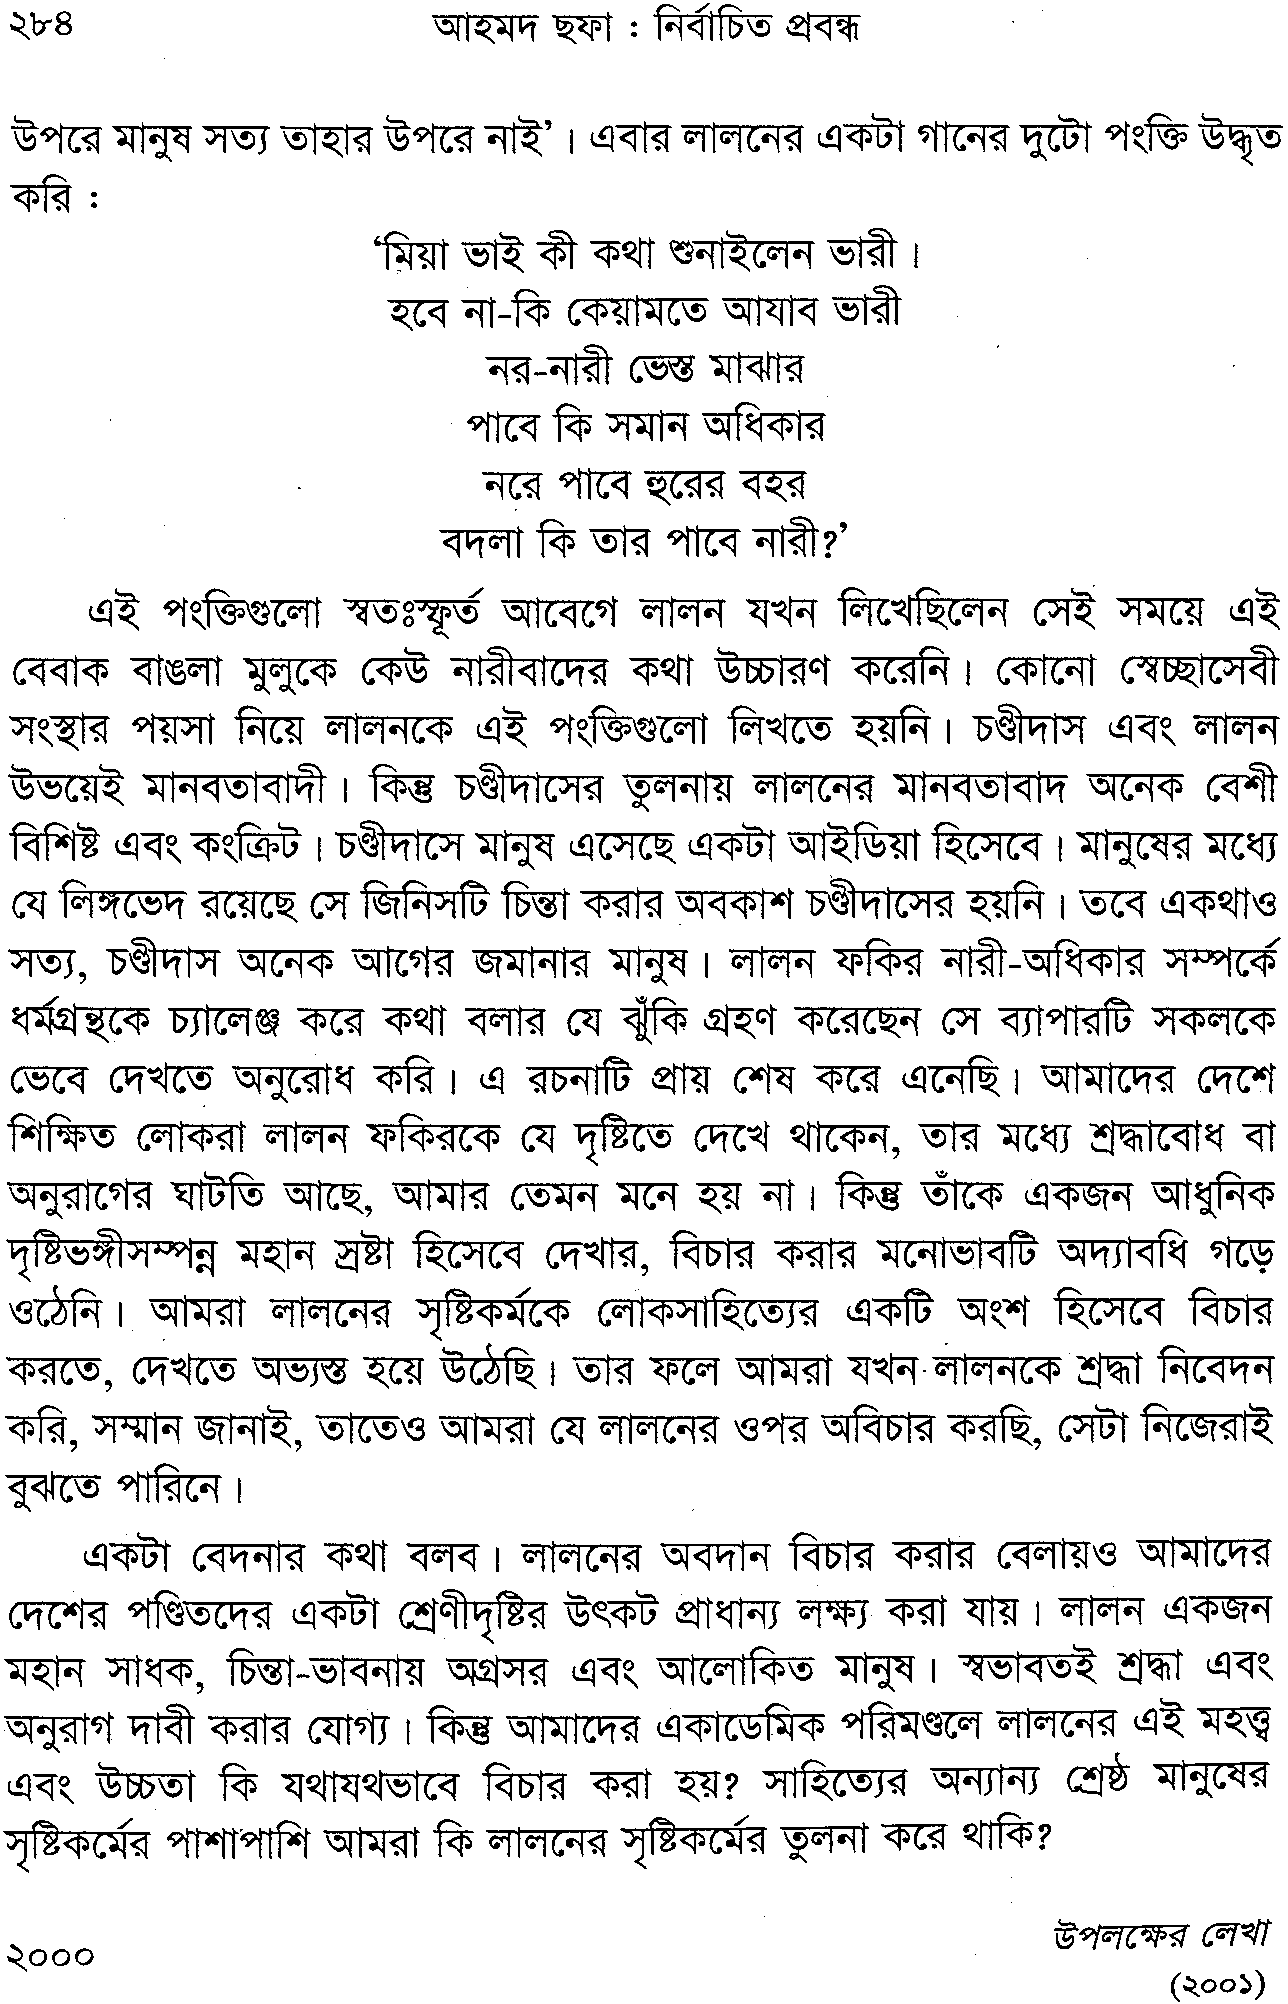 ২৮৪ আহমদ ছফা : নির্বাচিত প্রবন্ধ
উপরে মানুষ সত্য তাহার উপরে নাই’। এবার লালনের একটা গানের দুটো পংক্তি উদ্ধৃত
করি :
‘মিয়া ভাই কী কথা শুনাইলেন ভারী।
হবে না-কি কেয়ামতে আযাব ভারী
নর-নারী ভেস্ত মাঝার
পাবে কি সমান অধিকার
নরে পাবে হুরের বহর
বদলা কি তার পাবে নারী?’
এই পংক্তিগুলো স্বতঃস্ফূর্ত আবেগে লালন যখন লিখেছিলেন সেই সময়ে এই
বেবাক বাঙলা মুলুকে কেউ নারীবাদের কথা উচ্চারণ করেনি। কোনো স্বেচ্ছাসেবী
সংস্থার পয়সা নিয়ে লালনকে এই পংক্তিগুলো লিখতে হয়নি। চণ্ডীদাস এবং লালন
উভয়েই মানবতাবাদী। কিন্তু চণ্ডীদাসের তুলনায় লালনের মানবতাবাদ অনেক বেশী
বিশিষ্ট এবং কংক্রিট। চণ্ডীদাসে মানুষ এসেছে একটা আইডিয়া হিসেবে। মানুষের মধ্যে
যে লিঙ্গভেদ রয়েছে সে জিনিসটি চিন্তা করার অবকাশ চণ্ডীদাসের হয়নি। তবে একথাও
সত্য, চণ্ডীদাস অনেক আগের জমানার মানুষ। লালন ফকির নারী-অধিকার সম্পর্কে
ধর্মগ্রন্থকে চ্যালেঞ্জ করে কথা বলার যে ঝুঁকি গ্রহণ করেছেন সে ব্যাপারটি সকলকে
ভেবে দেখতে অনুরোধ করি। এ রচনাটি প্রায় শেষ করে এনেছি। আমাদের দেশে
শিক্ষিত লোকরা লালন ফকিরকে যে দৃষ্টিতে দেখে থাকেন, তার মধ্যে শ্রদ্ধাবোধ বা
অনুরাগের ঘাটতি আছে, আমার তেমন মনে হয় না। কিন্তু তাঁকে একজন আধুনিক
দৃষ্টিভঙ্গীসম্পন্ন মহান স্রষ্টা হিসেবে দেখার, বিচার করার মনোভাবটি অদ্যাবধি গড়ে
ওঠেনি। আমরা লালনের সৃষ্টিকর্মকে লোকসাহিত্যের একটি অংশ হিসেবে বিচার
করতে, দেখতে অভ্যস্ত হয়ে উঠেছি। তার ফলে আমরা যখন লালনকে শ্রদ্ধা নিবেদন
করি, সম্মান জানাই, তাতেও আমরা যে লালনের ওপর অবিচার করছি, সেটা নিজেরাই
বুঝতে পারিনে।
একটা বেদনার কথা বলব। লালনের অবদান বিচার করার বেলায়ও আমাদের
দেশের পণ্ডিতদের একটা শ্রেণীদৃষ্টির উৎকট প্রাধান্য লক্ষ্য করা যায়। লালন একজন
মহান সাধক, চিন্তা-ভাবনায় অগ্রসর এবং আলোকিত মানুষ। স্বভাবতই শ্রদ্ধা এবং
অনুরাগ দাবী করার যোগ্য। কিন্তু আমাদের একাডেমিক পরিমণ্ডলে লালনের এই মহত্ত্ব
এবং উচ্চতা কি যথাযথভাবে বিচার করা হয়? সাহিত্যের অন্যান্য শ্রেষ্ঠ মানুষের
সৃষ্টিকর্মের পাশাপাশি আমরা কি লালনের সৃষ্টিকর্মের তুলনা করে থাকি?
উপলক্ষের লেখা
২০০০
(২০০১)